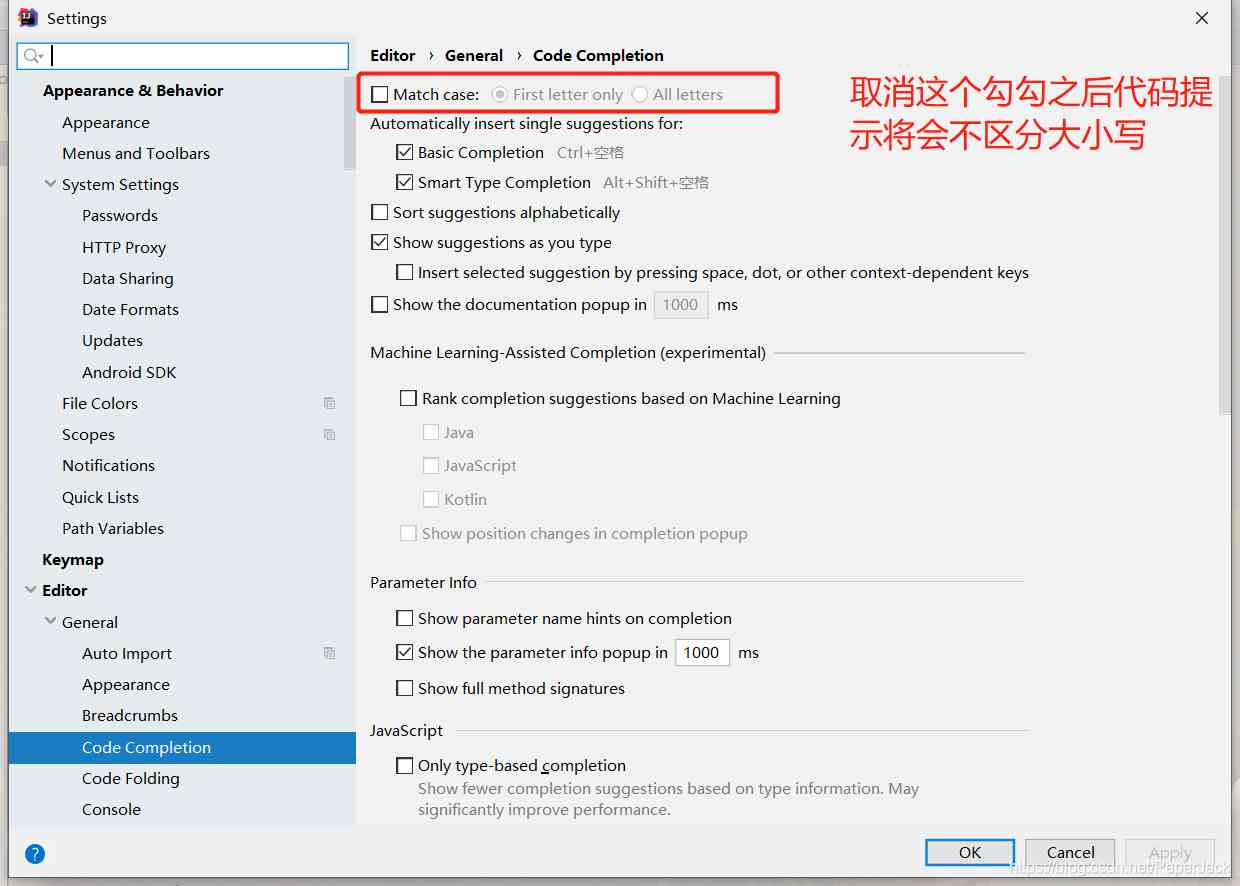 Settings
Appearance & Behavior
Appearance
Menus and Toolbars
System Settings
Passwords
HTTP Proxy
Data Sharing
Date Formats
Updates
Android SDK
File Colors
Scopes
Notifications
Quick Lists
Path Variables
Keymap
Editor
General
Auto Import
Appearance
Breadcrumbs
Code Completion
Code Folding
Console
Editor › General › Code Completion
Match case: First letter only All letters
取消这个勾勾之后代码提
示将会不区分大小写
Automatically insert single suggestions for:
Basic Completion Ctrl+空格
Smart Type Completion Alt+Shift+空格
Sort suggestions alphabetically
Show suggestions as you type
Insert selected suggestion by pressing space, dot, or other context-dependent keys
Show the documentation popup in 1000 ms
Machine Learning-Assisted Completion (experimental)
Rank completion suggestions based on Machine Learning
Java
JavaScript
Kotlin
Show position changes in completion popup
Parameter Info
Show parameter name hints on completion
Show the parameter info popup in 1000 ms
Show full method signatures
JavaScript
Only type-based completion
Show fewer completion suggestions based on type information. May
significantly improve performance.
?
OK Cancel Apply
https://blog.csdn.net/PaperJack